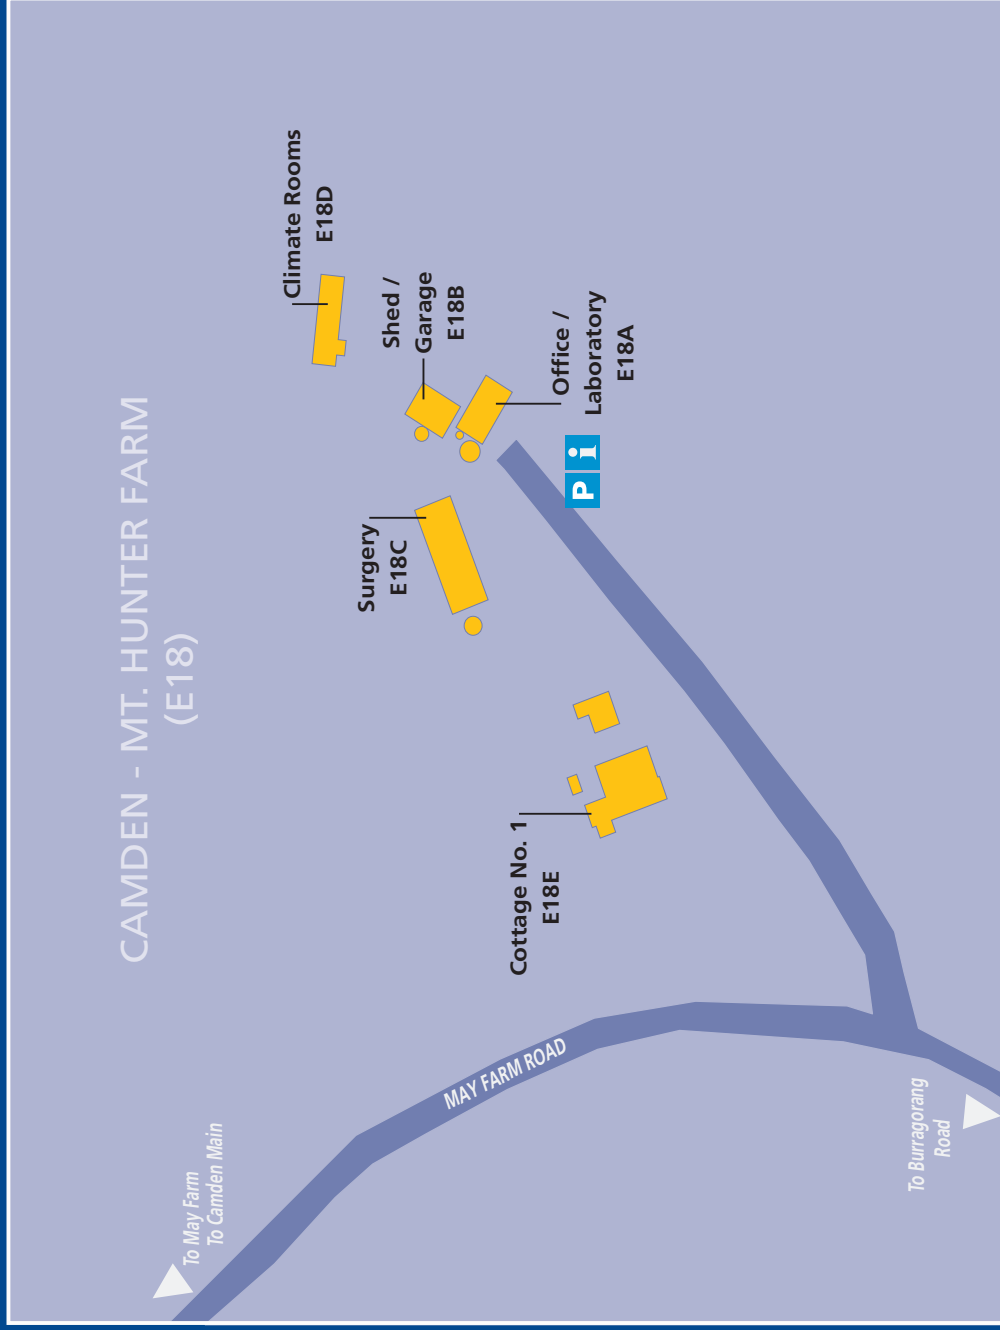 CAMDEN - MT. HUNTER FARM
(E18)
Climate Rooms
E18D
Shed /
Garage
E18B
Office /
Laboratory
E18A
P i
Surgery
E18C
Cottage No. 1
E18E
MAY FARM ROAD
To May Farm
To Camden Main
To Burragorang
Road